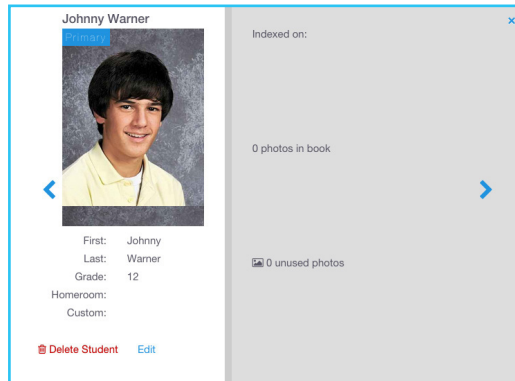 Johnny Warner
Primary
First: Johnny
Last: Warner
Grade: 12
Homeroom:
Custom:
Delete Student Edit
Indexed on:
0 photos in book
0 unused photos